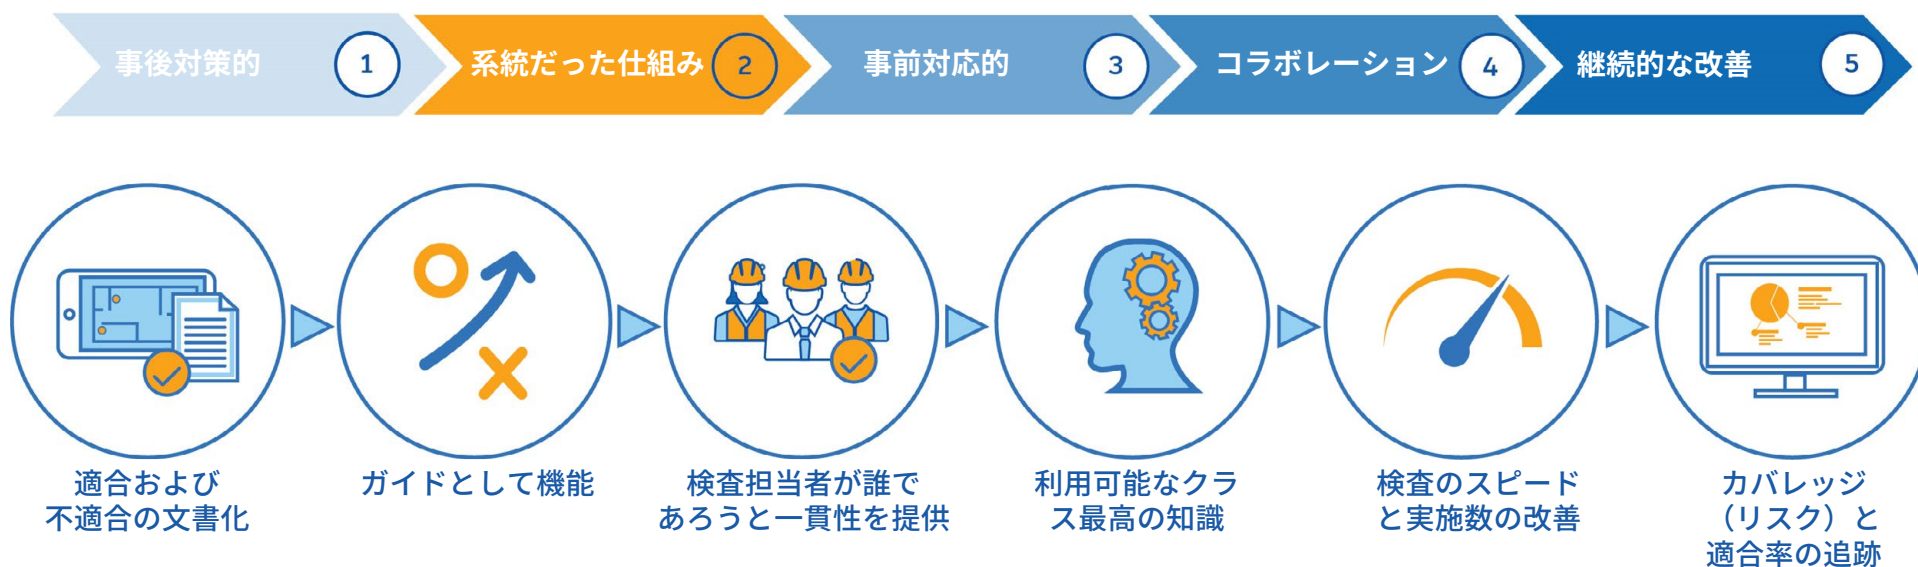 事後対策的 1
系統だった仕組み 2
事前対応的 3
コラボレーション 4
継続的な改善 5
適合および
不適合の文書化
ガイドとして機能
検査担当者が誰で
あろうと一貫性を提供
利用可能なクラ
ス最高の知識
検査のスピード
と実施数の改善
カバレッジ
（リスク）と
適合率の追跡